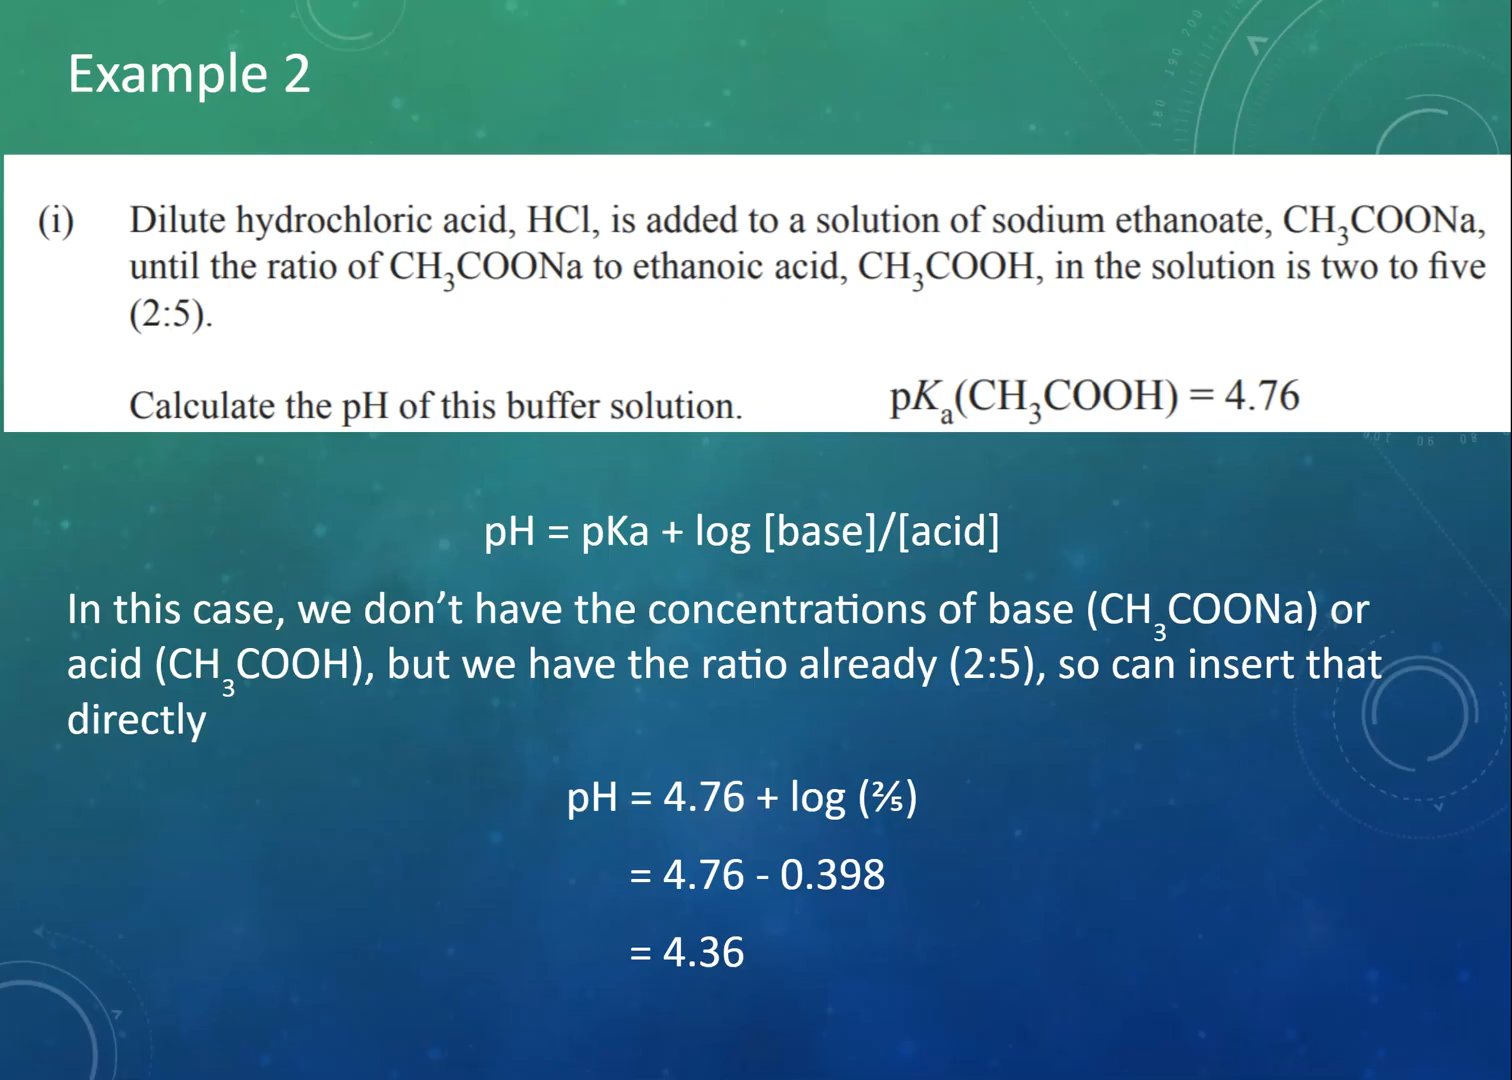 Example 2
(i) Dilute hydrochloric acid, HCl, is added to a solution of sodium ethanoate, CH₃COONa,
until the ratio of CH₃COONa to ethanoic acid, CH₃COOH, in the solution is two to five
(2:5).
Calculate the pH of this buffer solution. pKₐ(CH₃COOH) = 4.76
pH = pKa + log [base]/[acid]
In this case, we don’t have the concentrations of base (CH₃COONa) or
acid (CH₃COOH), but we have the ratio already (2:5), so can insert that
directly
pH = 4.76 + log (⅖)
= 4.76 - 0.398
= 4.36